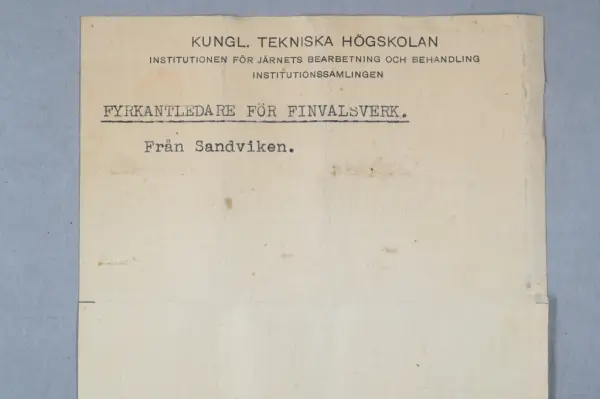 KUNGL. TEKNISKA HÖGSKOLAN
INSTITUTIONEN FÖR JÄRNETS BEARBETNING OCH BEHANDLING
INSTITUTIONSSAMLINGEN
FYRKANTLEDARE FÖR FINVALSVERK.
Från Sandviken.